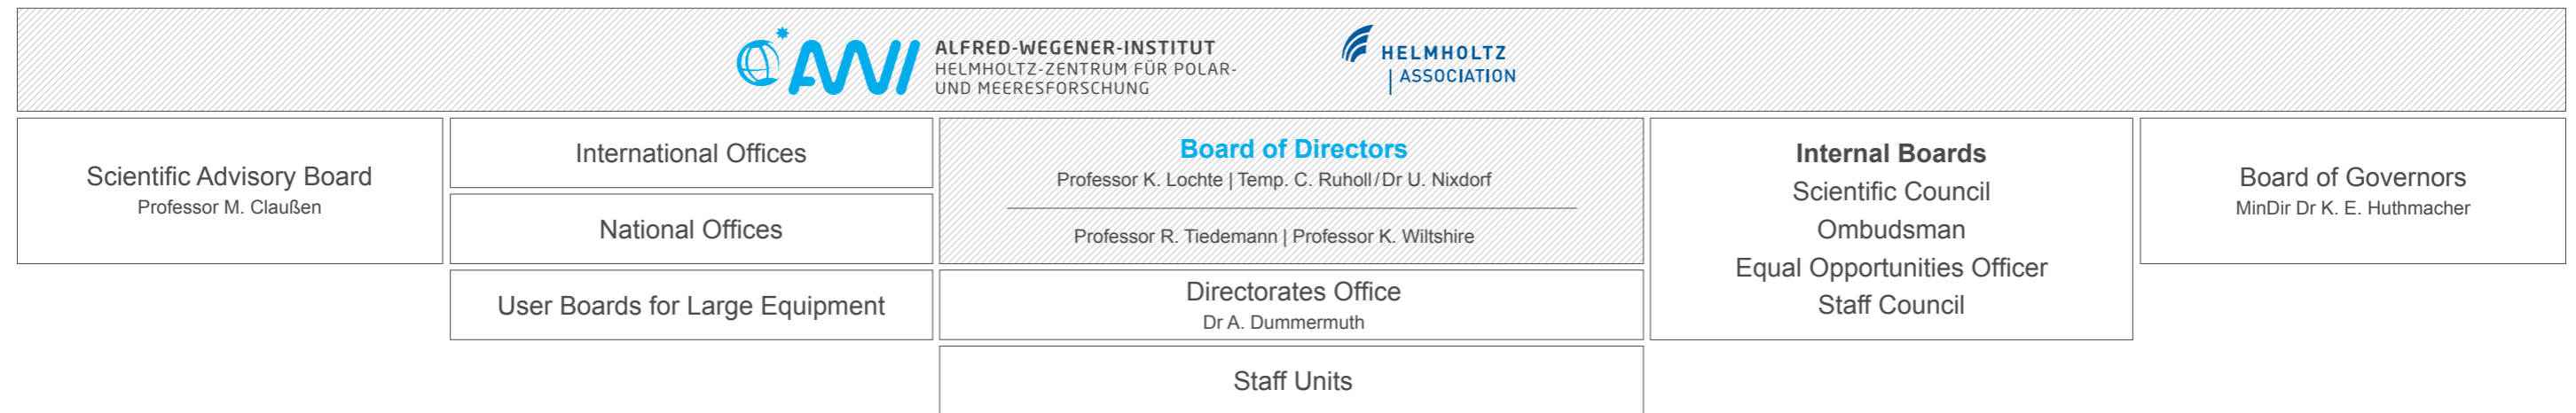 AWI
ALFRED-WEGENER-INSTITUT
HELMHOLTZ-ZENTRUM FÜR POLAR-
UND MEERESFORSCHUNG
HELMHOLTZ
| ASSOCIATION
Scientific Advisory Board
Professor M. Claußen
International Offices
National Offices
User Boards for Large Equipment
Board of Directors
Professor K. Lochte | Temp. C. Ruholl/Dr U. Nixdorf
Professor R. Tiedemann | Professor K. Wiltshire
Directorates Office
Dr A. Dummermuth
Staff Units
Internal Boards
Scientific Council
Ombudsman
Equal Opportunities Officer
Staff Council
Board of Governors
MinDir Dr K. E. Huthmacher